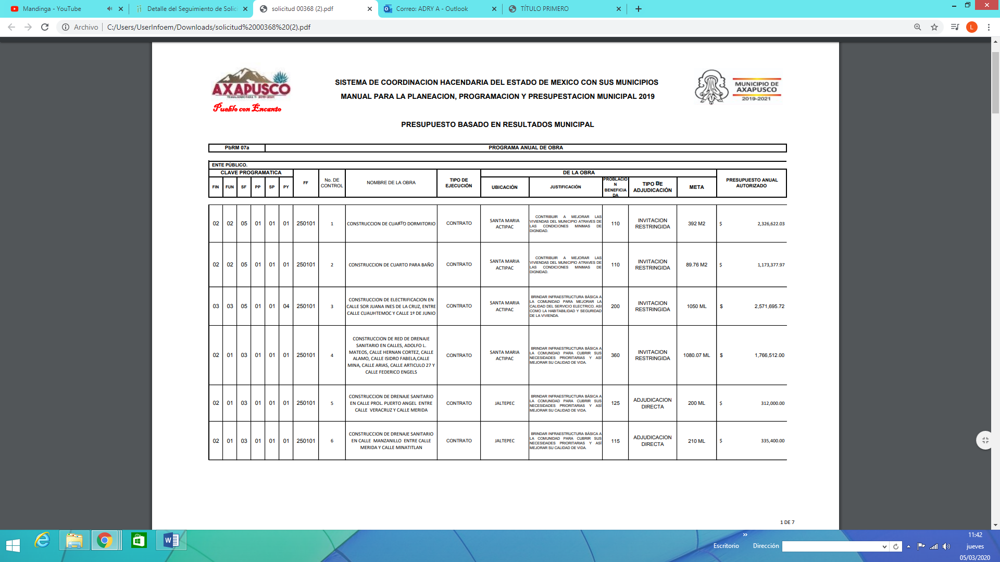 Mandinga - YouTube
Detalle del Seguimiento de Solici
solicitud 00368 (2).pdf
Correo: ADRY A - Outlook
TÍTULO PRIMERO
Archivo
C:/Users/UserInfoem/Downloads/solicitud%2000368%20(2).pdf
L
AXAPUSCO
2019-2021
Pueblo con Encanto
SISTEMA DE COORDINACION HACENDARIA DEL ESTADO DE MEXICO CON SUS MUNICIPIOS
MANUAL PARA LA PLANEACION, PROGRAMACION Y PRESUPESTACION MUNICIPAL 2019
MUNICIPIO DE
AXAPUSCO
2019-2021
PRESUPUESTO BASADO EN RESULTADOS MUNICIPAL
PbRM 07a PROGRAMA ANUAL DE OBRA
ENTE PÚBLICO.
CLAVE PROGRAMATICA
FIN FUN SF PP SP PY
FF
No. DE
CONTROL
NOMBRE DE LA OBRA
TIPO DE
EJECUCIÓN
DE LA OBRA
UBICACIÓN
JUSTIFICACIÓN
PROBLACIO
N
BENEFICIA
DA
TIPO DE
ADJUDICACIÓN
META
PRESUPUESTO ANUAL
AUTORIZADO
02 02 05 01 01 01 250101 1
CONSTRUCCION DE CUARTO DORMITORIO
CONTRATO
SANTA MARIA
ACTIPAC
CONTRIBUIR A MEJORAR LAS
VIVIENDAS DEL MUNICIPIO ATRAVES DE
LAS CONDICIONES MINIMAS DE
DIGNIDAD.
110
INVITACION
RESTRINGIDA
392 M2
$ 2,326,622.03
02 02 05 01 01 01 250101 2
CONSTRUCCION DE CUARTO PARA BAÑO
CONTRATO
SANTA MARIA
ACTIPAC
CONTRIBUIR A MEJORAR LAS
VIVIENDAS DEL MUNICIPIO ATRAVES DE
LAS CONDICIONES MINIMAS DE
DIGNIDAD.
110
INVITACION
RESTRINGIDA
89.76 M2
$ 1,173,377.97
03 03 05 01 01 04 250101 3
CONSTRUCCION DE ELECTRIFICACION EN
CALLE SOR JUANA INES DE LA CRUZ, ENTRE
CALLE CUAUHTEMOC Y CALLE 1º DE JUNIO
CONTRATO
SANTA MARIA
ACTIPAC
BRINDAR INFRAESTRUCTURA BÁSICA A
LA COMUNIDAD PARA MEJORAR LA
CALIDAD DEL SERVICIO ELECTRICO, ASI
COMO LA HABITABILIDAD Y SEGURIDAD
DE LA VIVIENDA.
200
INVITACION
RESTRINGIDA
1050 ML
$ 2,571,695.72
02 01 03 01 01 01 250101 4
CONSTRUCCION DE RED DE DRENAJE
SANITARIO EN CALLES, ADOLFO L.
MATEOS, CALLE HERNAN CORTEZ, CALLE
ALAMO, CALLE ISIDRO FABELA,CALLE
MINA, CALLE ARIAS, CALLE ARTICULO 27 Y
CALLE FEDERICO ENGELS
CONTRATO
SANTA MARIA
ACTIPAC
BRINDAR INFRAESTRUCTURA BÁSICA A
LA COMUNIDAD PARA CUBRIR SUS
NECESIDADES PRIORITARIAS Y ASÍ
MEJORAR SU CALIDAD DE VIDA.
360
INVITACION
RESTRINGIDA
1080.07 ML
$ 1,766,512.00
02 01 03 01 01 01 250101 5
CONSTRUCCION DE DRENAJE SANITARIO
EN CALLE PROL. PUERTO ANGEL ENTRE
CALLE VERACRUZ Y CALLE MERIDA
CONTRATO
JALTEPEC
BRINDAR INFRAESTRUCTURA BÁSICA A
LA COMUNIDAD PARA CUBRIR SUS
NECESIDADES PRIORITARIAS Y ASÍ
MEJORAR SU CALIDAD DE VIDA.
125
ADJUDICACION
DIRECTA
200 ML
$ 312,000.00
02 01 03 01 01 01 250101 6
CONSTRUCCION DE DRENAJE SANITARIO
EN CALLE MANZANILLO ENTRE CALLE
MERIDA Y CALLE MINATITLAN
CONTRATO
JALTEPEC
BRINDAR INFRAESTRUCTURA BÁSICA A
LA COMUNIDAD PARA CUBRIR SUS
NECESIDADES PRIORITARIAS Y ASÍ
MEJORAR SU CALIDAD DE VIDA.
115
ADJUDICACION
DIRECTA
210 ML
$ 335,400.00
1 DE 7
Escritorio
Dirección
11:42
jueves
05/03/2020